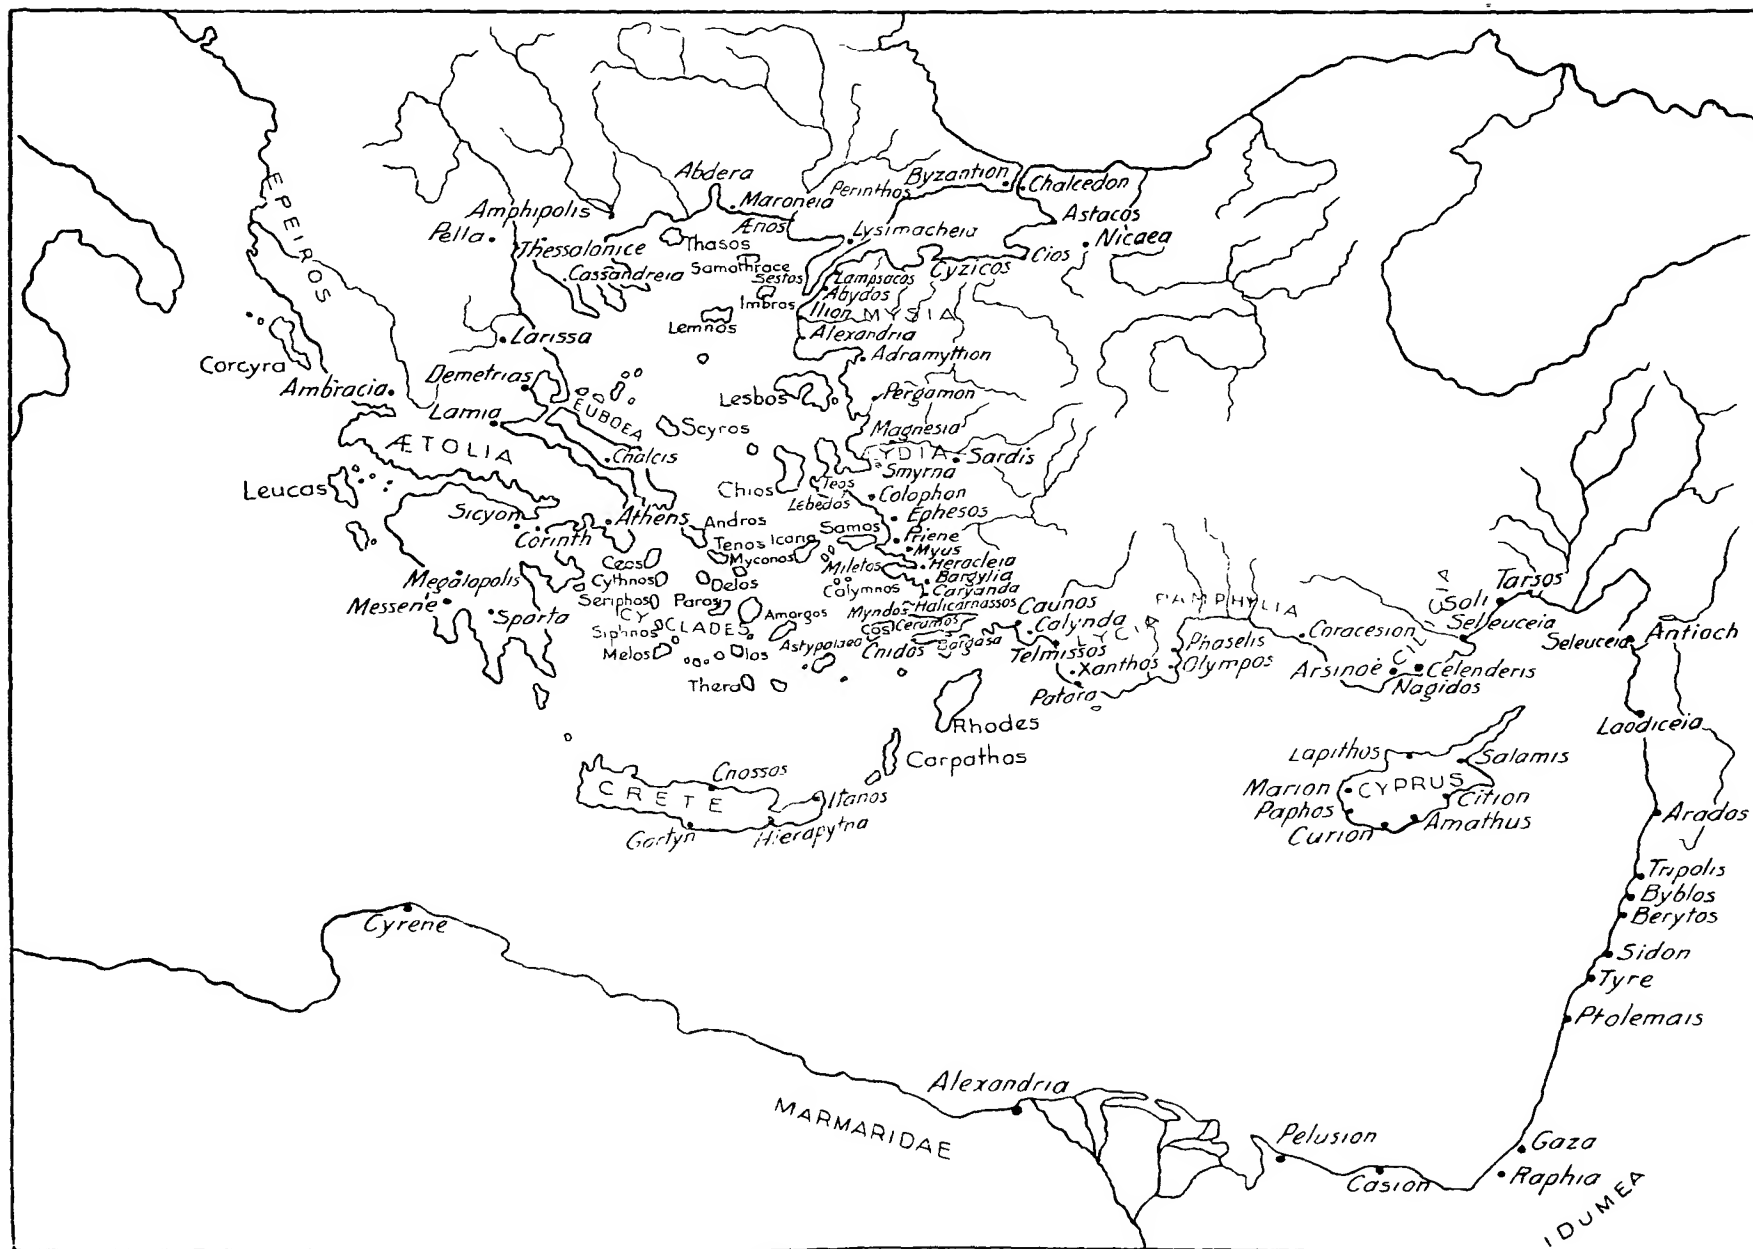 EPEIROS
Abdera
Maroneia
Perinthos
Byzantion
Chalcedon
Amphipolis
Ænos
Astacos
Pella
Thessalonice
Thasos
Lysimacheia
Cios
Nicaea
Cassandreia
Samothrace
Sestos
Lampsacos
Cyzicos
Abydos
Imbros
Ilion
MYSIA
Lemnos
Alexandria
Larissa
Adramyttion
Corcyra
Ambracia
Demetrias
Lesbos
Pergamon
Lamia
EUBOEA
Scyros
Magnesia
ÆTOLIA
Chalcis
LYDIA
Sardis
Smyrna
Leucas
Chios
Teos
Lebedos
Colophon
Sicyon
Athens
Andros
Samos
Ephesos
Corinth
Tenos
Icaria
Priene
Myconos
Myus
Ceos
Miletos
Heracleia
Megalopolis
Cythnos
Delos
Calymnos
Bargylia
Caryanda
Messene
Sparta
Seriphos
Paros
Amorgos
Myndos
Halicarnassos
Caunos
PAMPHYLIA
CYCLADES
Cos
Ceramos
Calynda
LYCIA
Siphnos
Astypalaea
Cnidos
Bargasa
Telmissos
Phaselis
Coracesion
CILICIA
Soli
Tarsos
Seleuceia
Seleuceia
Antioch
Melos
Ios
Xanthos
Olympos
Arsinoë
Celenderis
Nagidos
Thera
Patara
Rhodes
Laodiceia
Carpathos
Lapithos
Salamis
Cnossos
CRETE
Itanos
Marion
CYPRUS
Cition
Paphos
Amathus
Curion
Arados
Gortyn
Hierapytna
Tripolis
Byblos
Berytos
Cyrene
Sidon
Tyre
Ptolemais
Alexandria
MARMARIDAE
Pelusion
Gaza
Casion
Raphia
IDUMEA